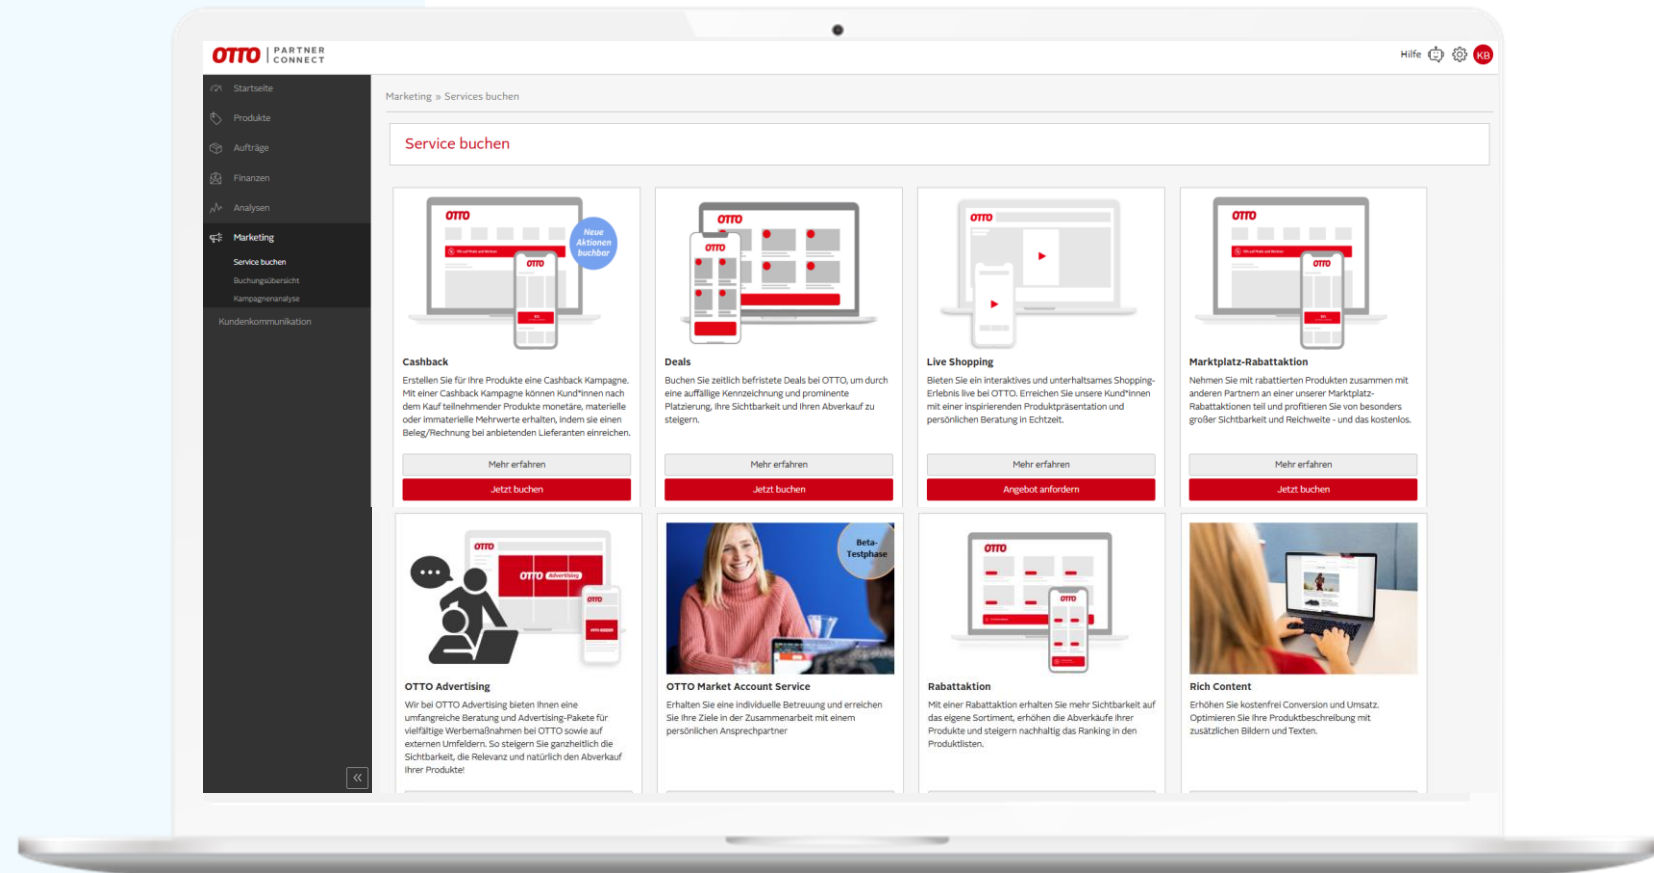 OTTO | PARTNER CONNECT
Hilfe
KB
Startseite
Produkte
Aufträge
Finanzen
Analysen
Marketing
Service buchen
Buchungsübersicht
Kampagnenanalyse
Kundenkommunikation
Marketing » Services buchen
Service buchen
OTTO
Neue
Aktionen
buchbar
OTTO
Cashback
Erstellen Sie für Ihre Produkte eine Cashback Kampagne.
Mit einer Cashback Kampagne können Kund*innen nach
dem Kauf teilnehmender Produkte monetäre, materielle
oder immaterielle Mehrwerte erhalten, indem sie einen
Beleg/Rechnung bei anbietenden Lieferanten einreichen.
Mehr erfahren
Jetzt buchen
OTTO
OTTO
Deals
Buchen Sie zeitlich befristete Deals bei OTTO, um durch
eine auffällige Kennzeichnung und prominente
Platzierung, Ihre Sichtbarkeit und Ihren Abverkauf zu
steigern.
Mehr erfahren
Jetzt buchen
OTTO
Live Shopping
Bieten Sie ein interaktives und unterhaltsames Shopping-
Erlebnis live bei OTTO. Erreichen Sie unsere Kund*innen
mit einer inspirierenden Produktpräsentation und
persönlichen Beratung in Echtzeit.
Mehr erfahren
Angebot anfordern
OTTO
OTTO
Marktplatz-Rabattaktion
Nehmen Sie mit rabattierten Produkten zusammen mit
anderen Partnern an einer unserer Marktplatz-
Rabattaktionen teil und profitieren Sie von besonders
großer Sichtbarkeit und Reichweite - und das kostenlos.
Mehr erfahren
Jetzt buchen
OTTO
OTTO Advertising
OTTO
OTTO Advertising
Wir bei OTTO Advertising bieten Ihnen eine
umfangreiche Beratung und Advertising-Pakete für
vielfältige Werbemaßnahmen bei OTTO sowie auf
externen Umfeldern. So steigern Sie ganzheitlich die
Sichtbarkeit, die Relevanz und natürlich den Abverkauf
Ihrer Produkte!
Beta-
Testphase
OTTO Market Account Service
Erhalten Sie eine individuelle Betreuung und erreichen
Sie Ihre Ziele in der Zusammenarbeit mit einem
persönlichen Ansprechpartner
OTTO
OTTO
Rabattaktion
Mit einer Rabattaktion erhalten Sie mehr Sichtbarkeit auf
das eigene Sortiment, erhöhen die Abverkäufe Ihrer
Produkte und steigern nachhaltig das Ranking in den
Produktlisten.
Rich Content
Erhöhen Sie kostenfrei Conversion und Umsatz.
Optimieren Sie Ihre Produktbeschreibung mit
zusätzlichen Bildern und Texten.